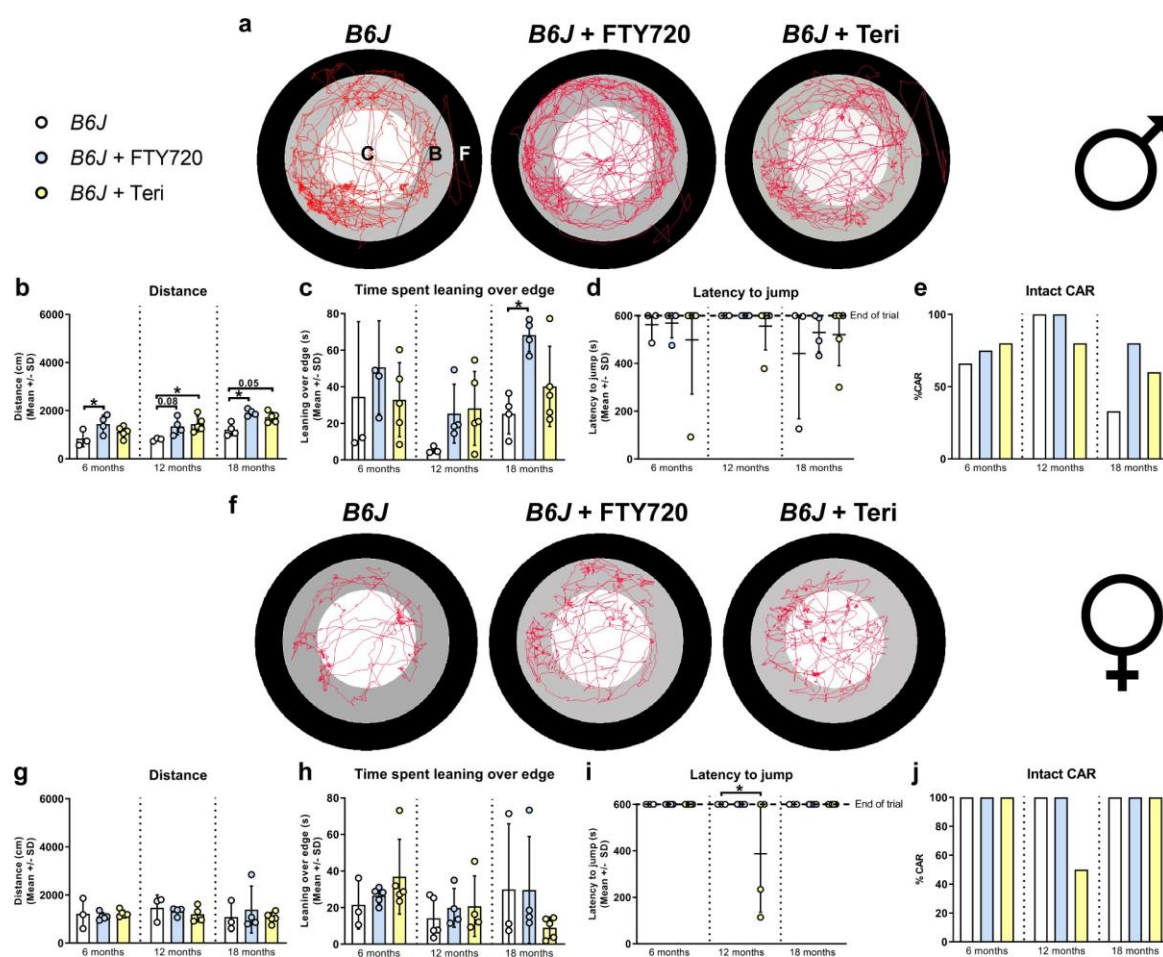 a
B6J
B6J + FTY720
B6J + Teri
B6J
B6J + FTY720
B6J + Teri
C
B
F
b
Distance
Distance (cm)
(Mean +/- SD)
6000
4000
2000
0
*
0.08
*
*
0.05
6 months
12 months
18 months
c
Time spent leaning over edge
Leaning over edge (s)
(Mean +/- SD)
100
80
60
40
20
0
*
6 months
12 months
18 months
d
Latency to jump
Latency to jump (s)
(Mean +/- SD)
600
400
200
0
End of trial
6 months
12 months
18 months
e
Intact CAR
%CAR
100
50
0
6 months
12 months
18 months
f
B6J
B6J + FTY720
B6J + Teri
g
Distance
Distance (cm)
(Mean +/- SD)
6000
4000
2000
0
6 months
12 months
18 months
h
Time spent leaning over edge
Leaning over edge (s)
(Mean +/- SD)
80
60
40
20
0
6 months
12 months
18 months
i
Latency to jump
Latency to jump (s)
(Mean +/- SD)
600
400
200
0
*
End of trial
6 months
12 months
18 months
j
Intact CAR
% CAR
100
80
60
40
20
0
6 months
12 months
18 months